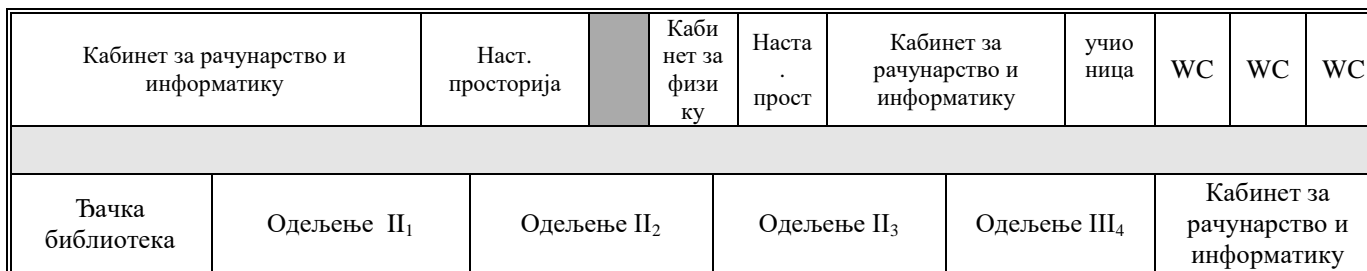 Кабинет за рачунарство и
информатику
Наст.
просторија
Каби
нет за
физи
ку
Наста
.
прост
Кабинет за
рачунарство и
информатику
учио
ница
WC
WC
WC
Ђачка
библиотека
Одељење II₁
Одељење II₂
Одељење II₃
Одељење III₄
Кабинет за
рачунарство и
информатику